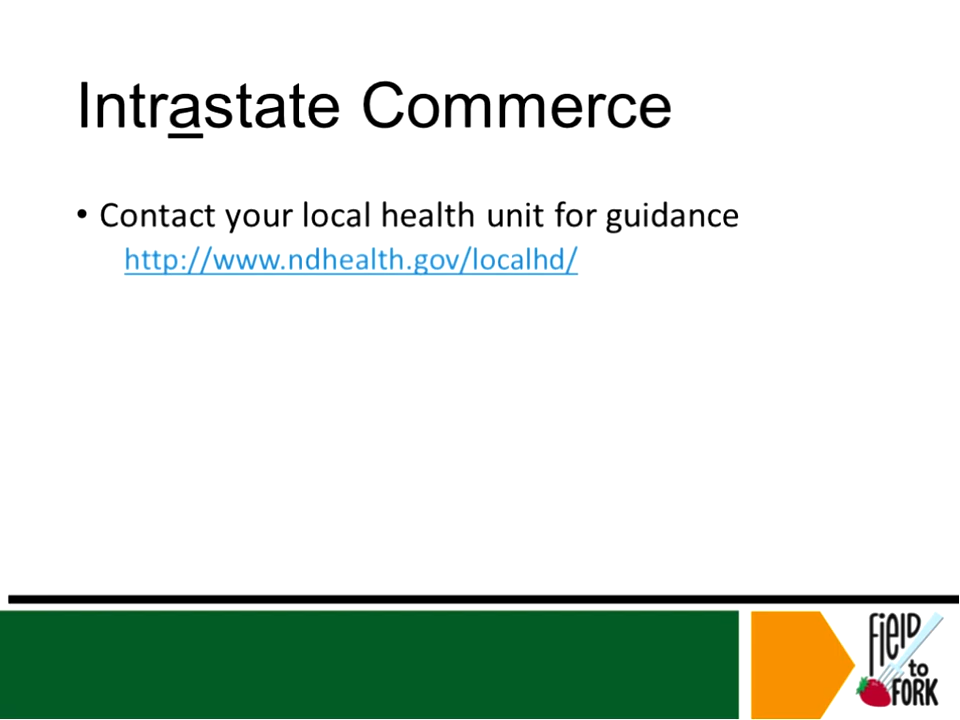 Intrastate Commerce
• Contact your local health unit for guidance
http://www.ndhealth.gov/localhd/
FiElD
to
FORK